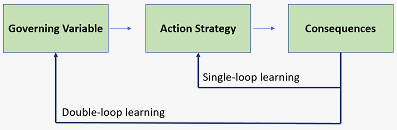 Governing Variable
Action Strategy
Consequences
Single-loop learning
Double-loop learning